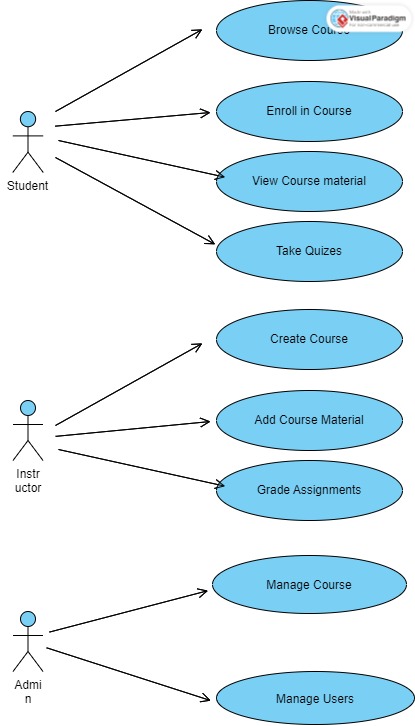 Browse Course
Made with
Visual Paradigm
For non-commercial use
Enroll in Course
Student
View Course material
Take Quizes
Create Course
Instr
uctor
Add Course Material
Grade Assignments
Manage Course
Admi
n
Manage Users